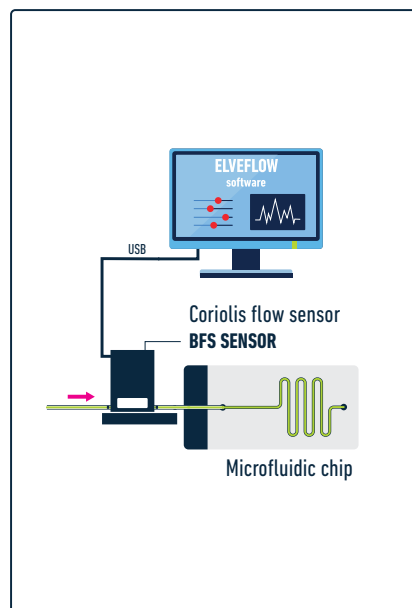 ELVEFLOW
software
USB
Coriolis flow sensor
BFS SENSOR
Microfluidic chip